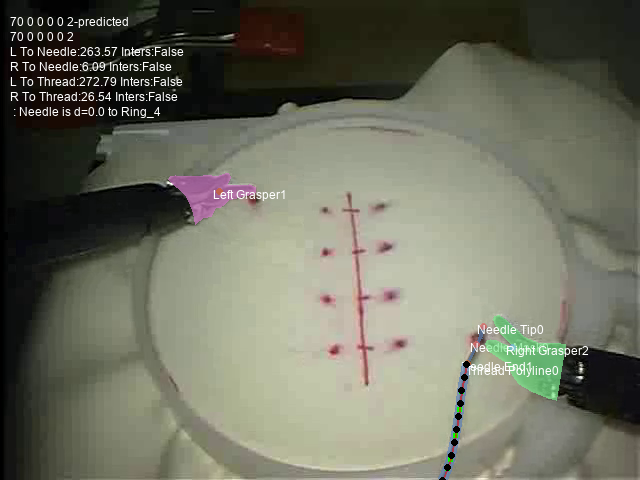 70 0 0 0 0 2-predicted
70 0 0 0 0 2
L To Needle:263.57 Inters:False
R To Needle:6.09 Inters:False
L To Thread:272.79 Inters:False
R To Thread:26.54 Inters:False
: Needle is d=0.0 to Ring_4
Left Grasper1
Needle Tip0
Right Grasper2
Thread Polyline0